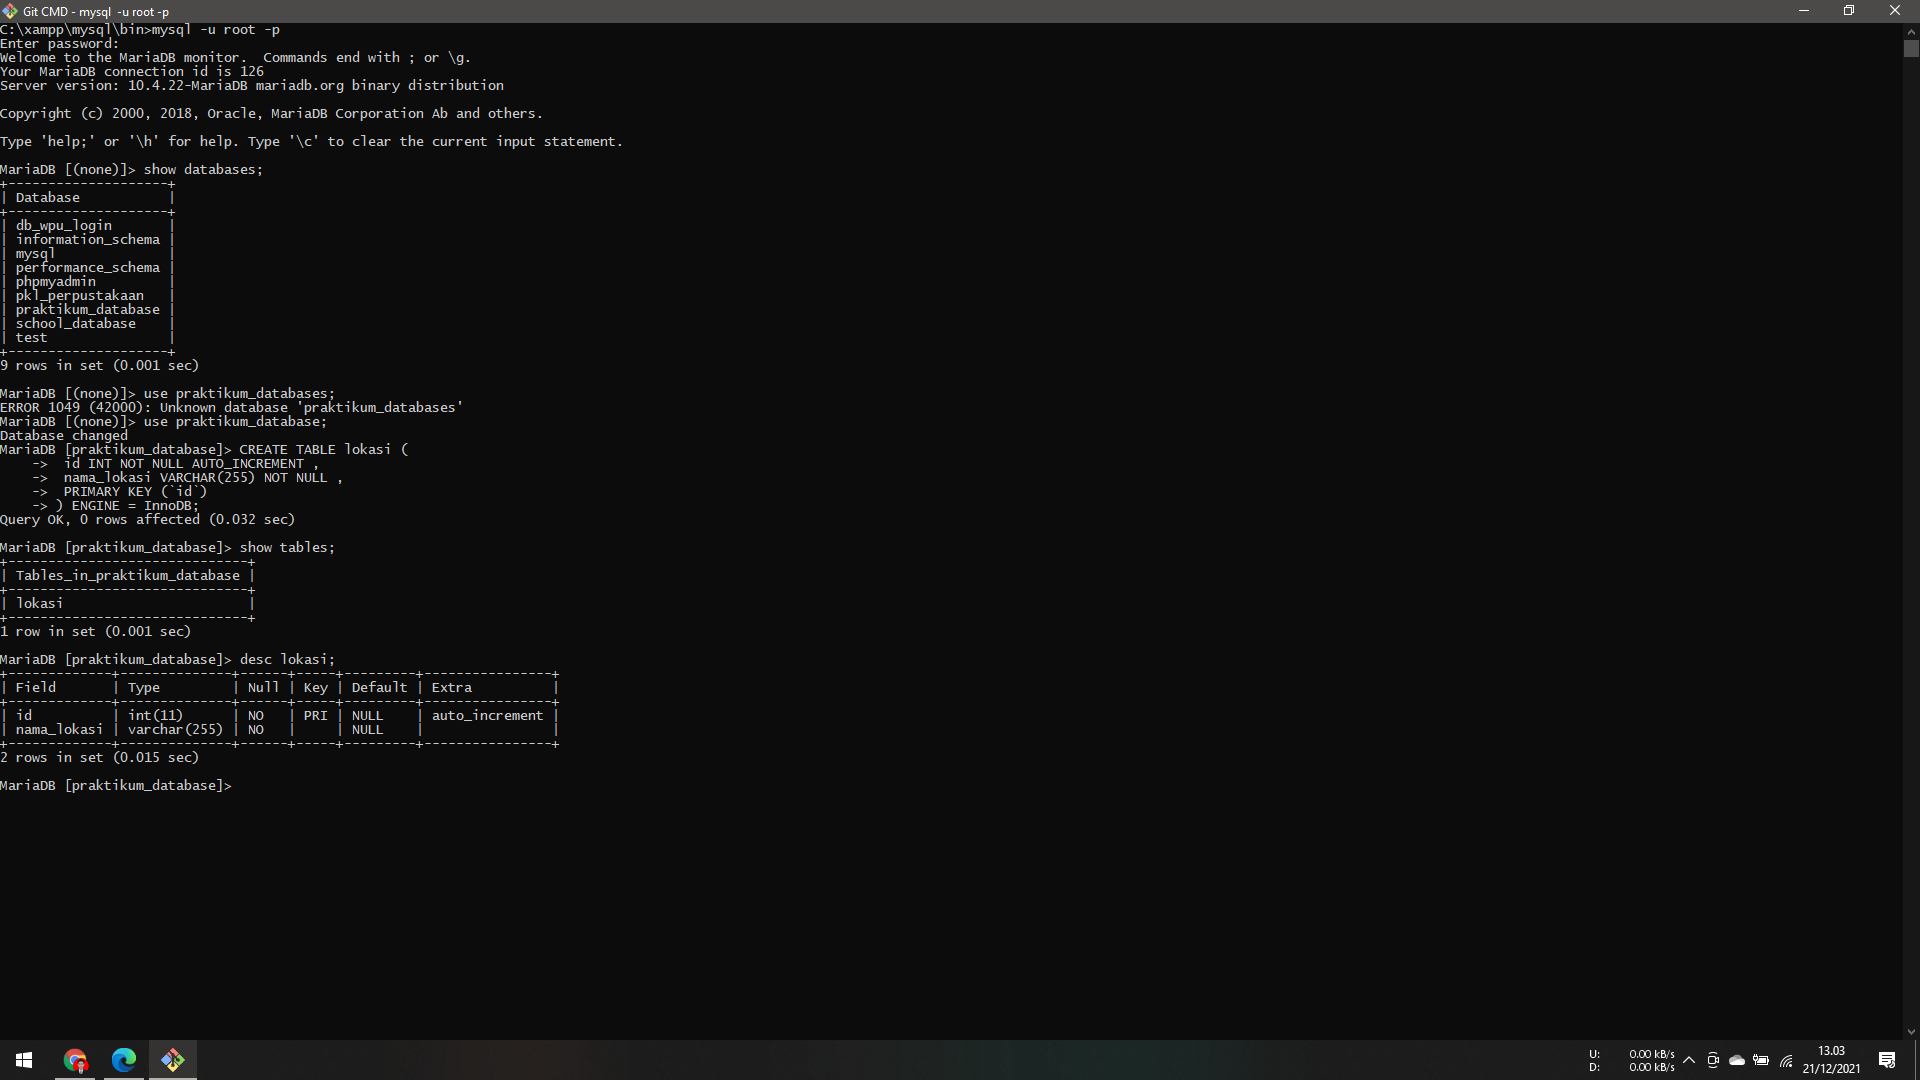 Git CMD - mysql  -u root -p
C:\xampp\mysql\bin>mysql -u root -p
Enter password:
Welcome to the MariaDB monitor.  Commands end with ; or \g.
Your MariaDB connection id is 126
Server version: 10.4.22-MariaDB mariadb.org binary distribution

Copyright (c) 2000, 2018, Oracle, MariaDB Corporation Ab and others.

Type 'help;' or '\h' for help. Type '\c' to clear the current input statement.

MariaDB [(none)]> show databases;
+--------------------+
| Database           |
+--------------------+
| db_wpu_login       |
| information_schema |
| mysql              |
| performance_schema |
| phpmyadmin         |
| pkl_perpustakaan   |
| praktikum_database |
| school_database    |
| test               |
+--------------------+
9 rows in set (0.001 sec)

MariaDB [(none)]> use praktikum_databases;
ERROR 1049 (42000): Unknown database 'praktikum_databases'
MariaDB [(none)]> use praktikum_database;
Database changed
MariaDB [praktikum_database]> CREATE TABLE lokasi (
    ->  id INT NOT NULL AUTO_INCREMENT ,
    ->  nama_lokasi VARCHAR(255) NOT NULL ,
    ->  PRIMARY KEY (`id`)
    -> ) ENGINE = InnoDB;
Query OK, 0 rows affected (0.032 sec)

MariaDB [praktikum_database]> show tables;
+------------------------------+
| Tables_in_praktikum_database |
+------------------------------+
| lokasi                       |
+------------------------------+
1 row in set (0.001 sec)

MariaDB [praktikum_database]> desc lokasi;
+-------------+--------------+------+-----+---------+----------------+
| Field       | Type         | Null | Key | Default | Extra          |
+-------------+--------------+------+-----+---------+----------------+
| id          | int(11)      | NO   | PRI | NULL    | auto_increment |
| nama_lokasi | varchar(255) | NO   |     | NULL    |                |
+-------------+--------------+------+-----+---------+----------------+
2 rows in set (0.015 sec)

MariaDB [praktikum_database]>
U: 0.00 kB/s
D: 0.00 kB/s
13.03
21/12/2021